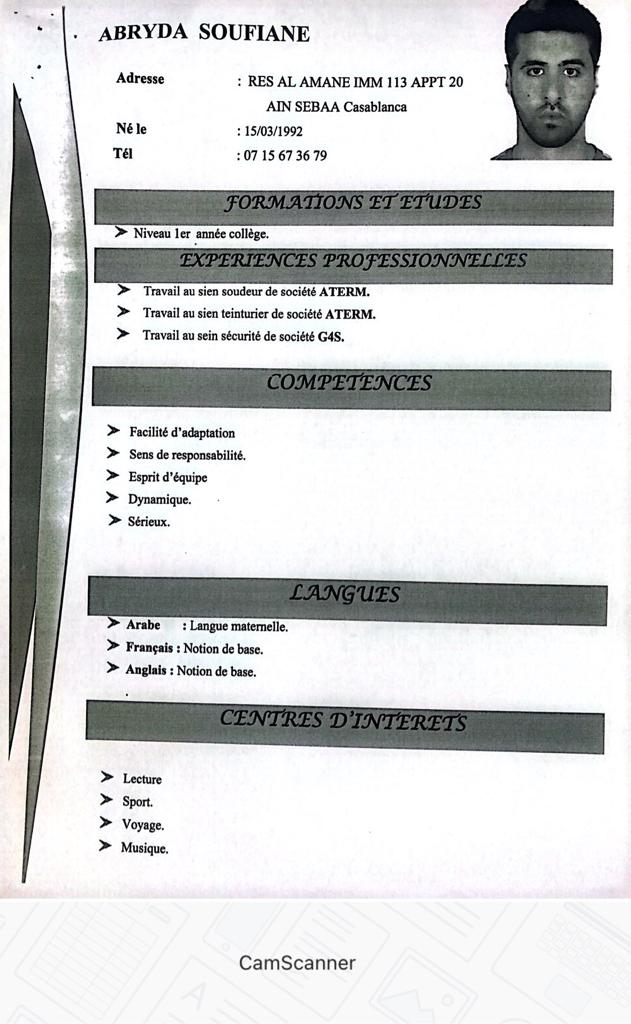 ABRYDA SOUFIANE
Adresse : RES AL AMANE IMM 113 APPT 20
AIN SEBAA Casablanca
Né le : 15/03/1992
Tél : 07 15 67 36 79
FORMATIONS ET ETUDES
➤ Niveau 1er année collège.
EXPERIENCES PROFESSIONNELLES
➤ Travail au sien soudeur de société ATERM.
➤ Travail au sien teinturier de société ATERM.
➤ Travail au sein sécurité de société G4S.
COMPETENCES
➤ Facilité d'adaptation
➤ Sens de responsabilité.
➤ Esprit d'équipe
➤ Dynamique.
➤ Sérieux.
LANGUES
➤ Arabe : Langue maternelle.
➤ Français : Notion de base.
➤ Anglais : Notion de base.
CENTRES D'INTERETS
➤ Lecture
➤ Sport.
➤ Voyage.
➤ Musique.
CamScanner